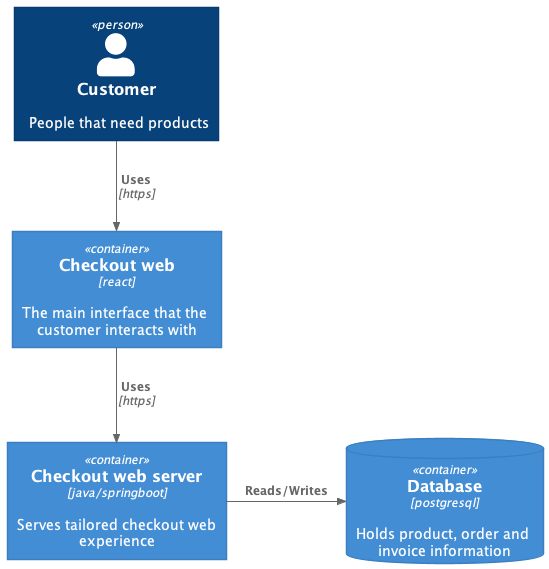 «person»
Customer
People that need products
Uses
[https]
«container»
Checkout web
[react]
The main interface that the
customer interacts with
Uses
[https]
«container»
Checkout web server
[java/springboot]
Serves tailored checkout web
experience
Reads/Writes
«container»
Database
[postgresql]
Holds product, order and
invoice information